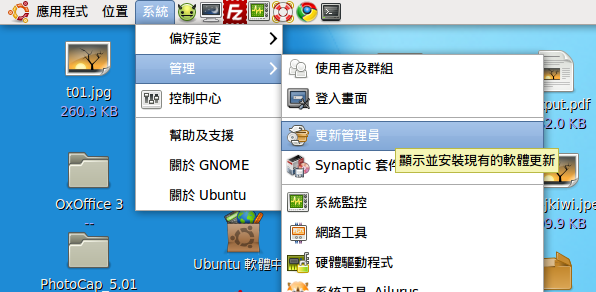 應用程式 位置 系統
偏好設定
管理
控制中心
幫助及支援
關於 GNOME
關於 Ubuntu
使用者及群組
登入畫面
更新管理員
Synaptic 套件
顯示並安裝現有的軟體更新
系統監控
網路工具
硬體驅動程式
系統工具 Ailurus
t01.jpg
260.3 KB
OxOffice 3
--
PhotoCap_5.01
Ubuntu 軟體中
put.pdf
2.0 KB
jkiwi.jpe
9.9 KB